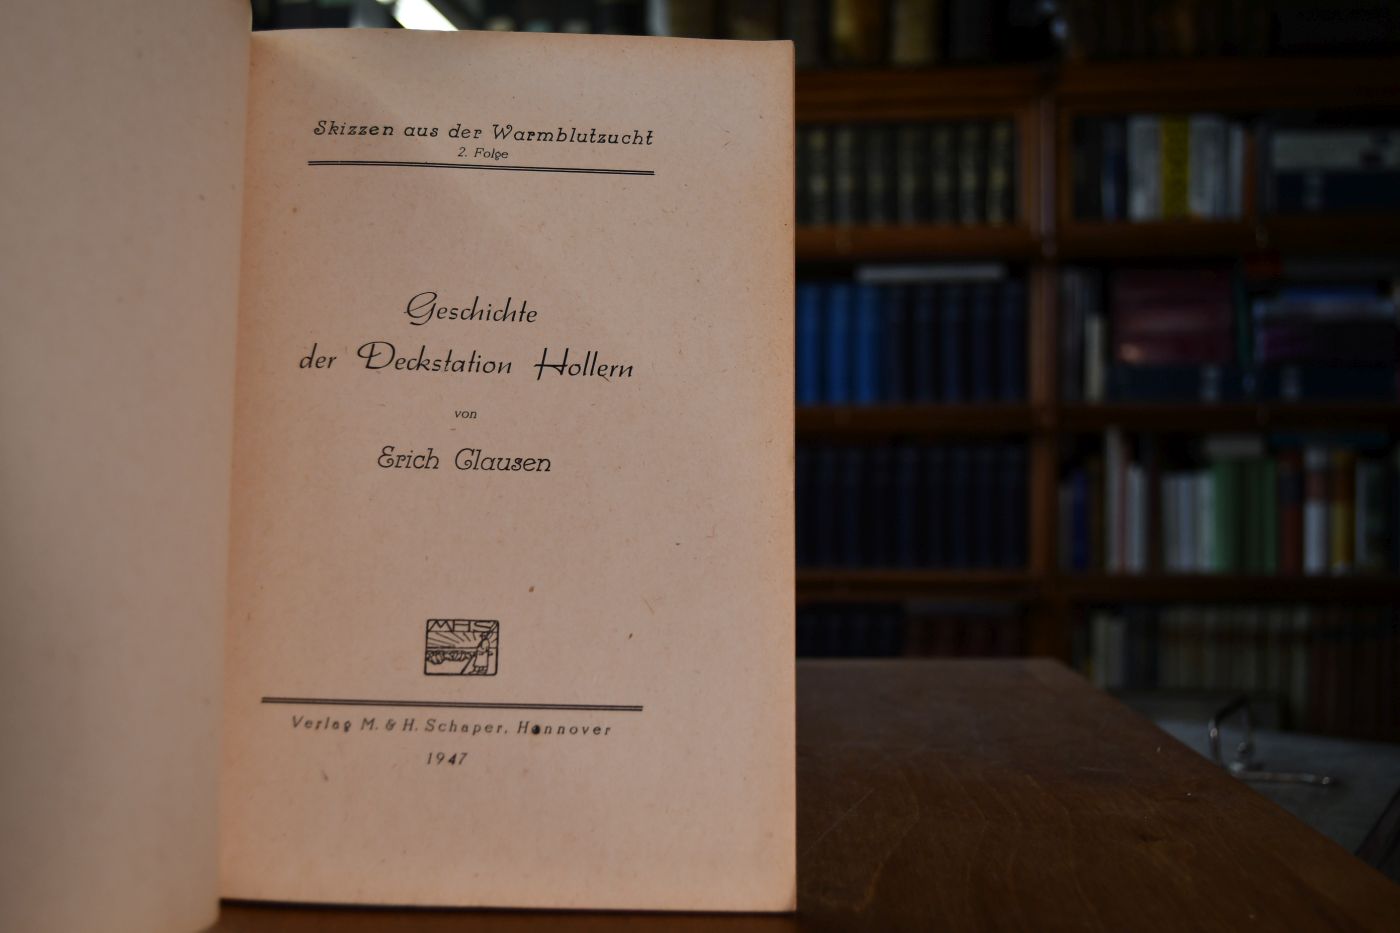 Skizzen aus der Warmblutzucht
2. Folge
Geschichte
der Deckstation Hollern
von
Erich Clausen
MHS
Verlag M. & H. Schaper, Hannover
1947